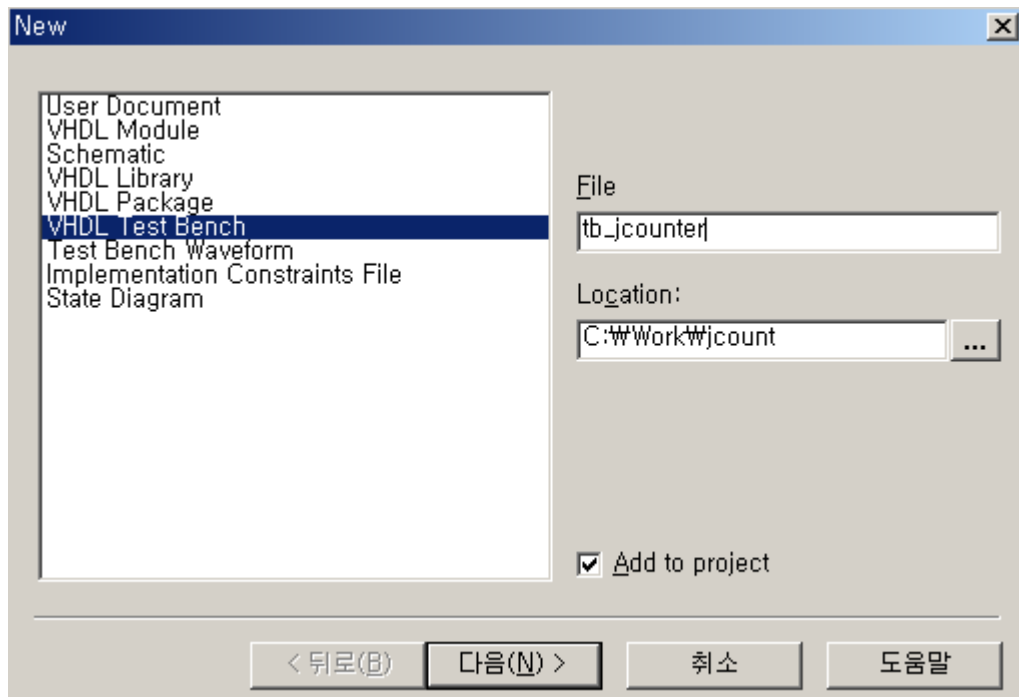 New
User Document
VHDL Module
Schematic
VHDL Library
VHDL Package
VHDL Test Bench
Test Bench Waveform
Implementation Constraints File
State Diagram
File
tb_jcounter
Location:
C:₩Work₩jcount
...
Add to project
< 뒤로(B)
다음(N) >
취소
도움말